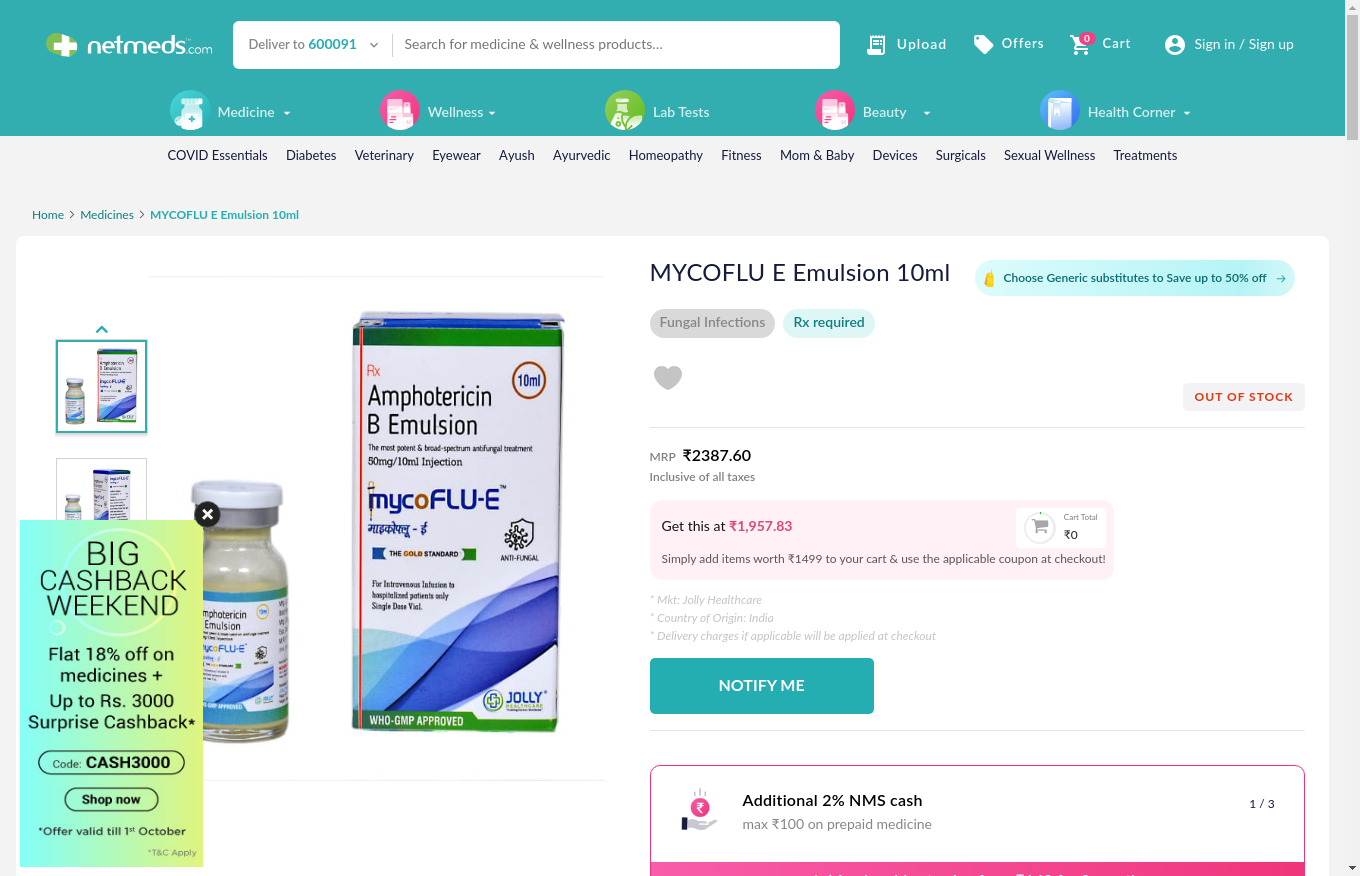 netmeds.com
Deliver to 600091
Search for medicine & wellness products...
Upload
Offers
0
Cart
Sign in / Sign up
Medicine
Wellness
Lab Tests
Beauty
Health Corner
COVID Essentials
Diabetes
Veterinary
Eyewear
Ayush
Ayurvedic
Homeopathy
Fitness
Mom & Baby
Devices
Surgicals
Sexual Wellness
Treatments
Home > Medicines > MYCOFLU E Emulsion 10ml
Rx
10ml
Amphotericin
B Emulsion
The most potent & broad-spectrum antifungal treatment
50mg/10ml Injection
mycoFLU-E™
माइकोफ्लू - ई
THE GOLD STANDARD
ANTI-FUNGAL
For Intravenous Infusion to
hospitalized patients only
Single Dose Vial.
JOLLY
HEALTHCARE
WHO-GMP APPROVED
BIG
CASHBACK
WEEKEND
Flat 18% off on
medicines +
Up to Rs. 3000
Surprise Cashback*
Code: CASH3000
Shop now
*Offer valid till 1st October
*T&C Apply
MYCOFLU E Emulsion 10ml
Choose Generic substitutes to Save up to 50% off
Fungal Infections
Rx required
OUT OF STOCK
MRP ₹2387.60
Inclusive of all taxes
Get this at ₹1,957.83
Cart Total
₹0
Simply add items worth ₹1499 to your cart & use the applicable coupon at checkout!
* Mkt: Jolly Healthcare
* Country of Origin: India
* Delivery charges if applicable will be applied at checkout
NOTIFY ME
Additional 2% NMS cash
1 / 3
max ₹100 on prepaid medicine